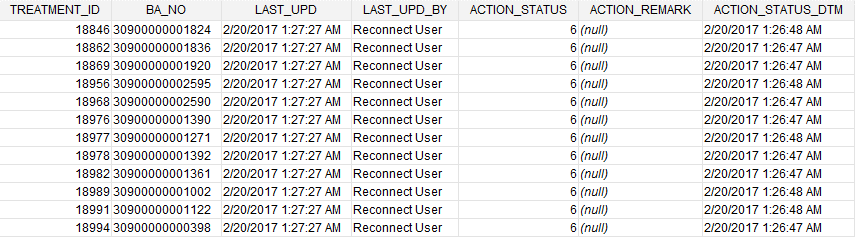 TREATMENT_ID BA_NO LAST_UPD LAST_UPD_BY ACTION_STATUS ACTION_REMARK ACTION_STATUS_DTM
18846 30900000001824 2/20/2017 1:27:27 AM Reconnect User 6 (null) 2/20/2017 1:26:48 AM
18862 30900000001836 2/20/2017 1:27:27 AM Reconnect User 6 (null) 2/20/2017 1:26:47 AM
18869 30900000001920 2/20/2017 1:27:27 AM Reconnect User 6 (null) 2/20/2017 1:26:47 AM
18956 30900000002595 2/20/2017 1:27:27 AM Reconnect User 6 (null) 2/20/2017 1:26:48 AM
18968 30900000002590 2/20/2017 1:27:27 AM Reconnect User 6 (null) 2/20/2017 1:26:47 AM
18976 30900000001390 2/20/2017 1:27:27 AM Reconnect User 6 (null) 2/20/2017 1:26:47 AM
18977 30900000001271 2/20/2017 1:27:27 AM Reconnect User 6 (null) 2/20/2017 1:26:48 AM
18978 30900000001392 2/20/2017 1:27:27 AM Reconnect User 6 (null) 2/20/2017 1:26:47 AM
18982 30900000001361 2/20/2017 1:27:27 AM Reconnect User 6 (null) 2/20/2017 1:26:47 AM
18989 30900000001002 2/20/2017 1:27:27 AM Reconnect User 6 (null) 2/20/2017 1:26:48 AM
18991 30900000001122 2/20/2017 1:27:27 AM Reconnect User 6 (null) 2/20/2017 1:26:48 AM
18994 30900000000398 2/20/2017 1:27:27 AM Reconnect User 6 (null) 2/20/2017 1:26:47 AM